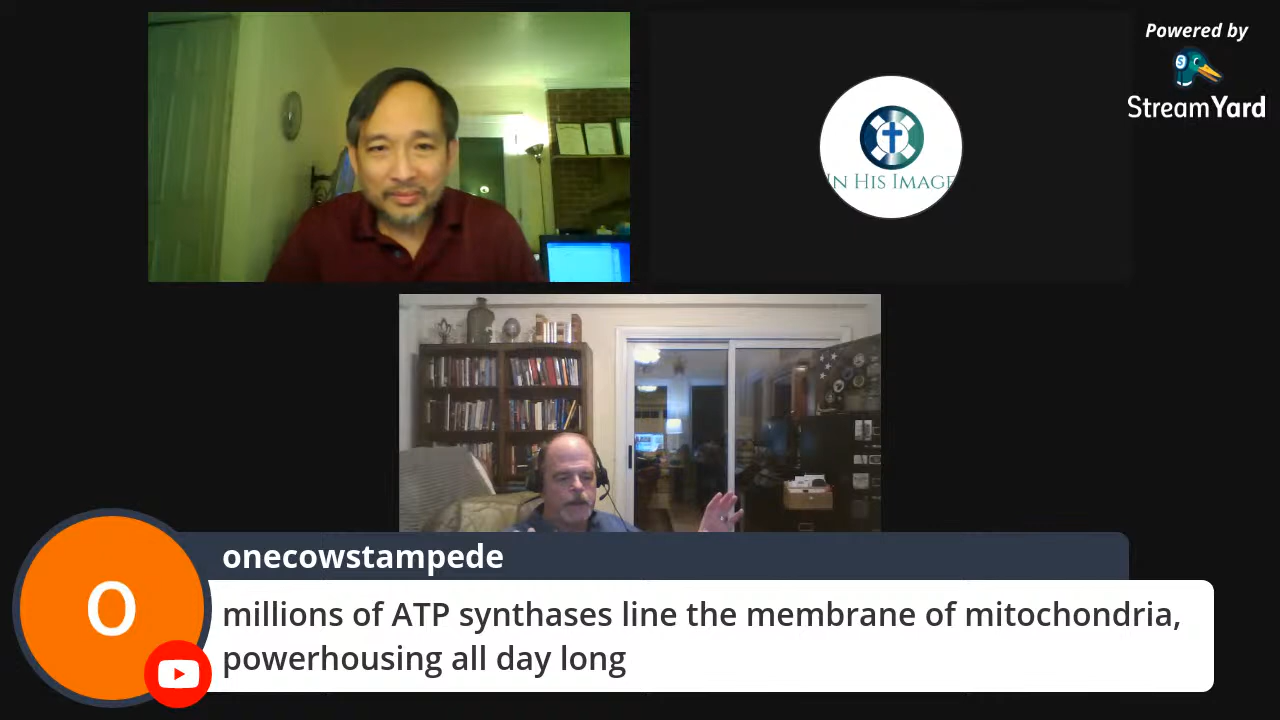 Powered by
StreamYard
IN HIS IMAGE
onecowstampede
O
millions of ATP synthases line the membrane of mitochondria,
powerhousing all day long